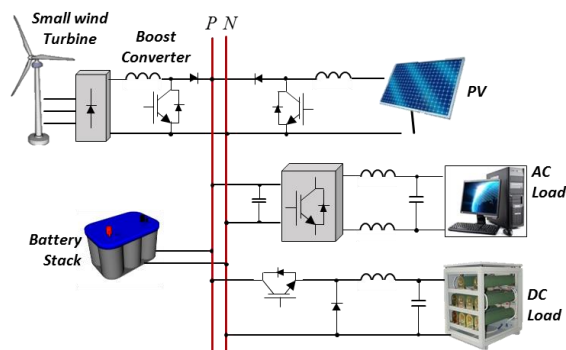 Small wind
Turbine
Boost
Converter
P N
PV
AC
Load
Battery
Stack
DC
Load